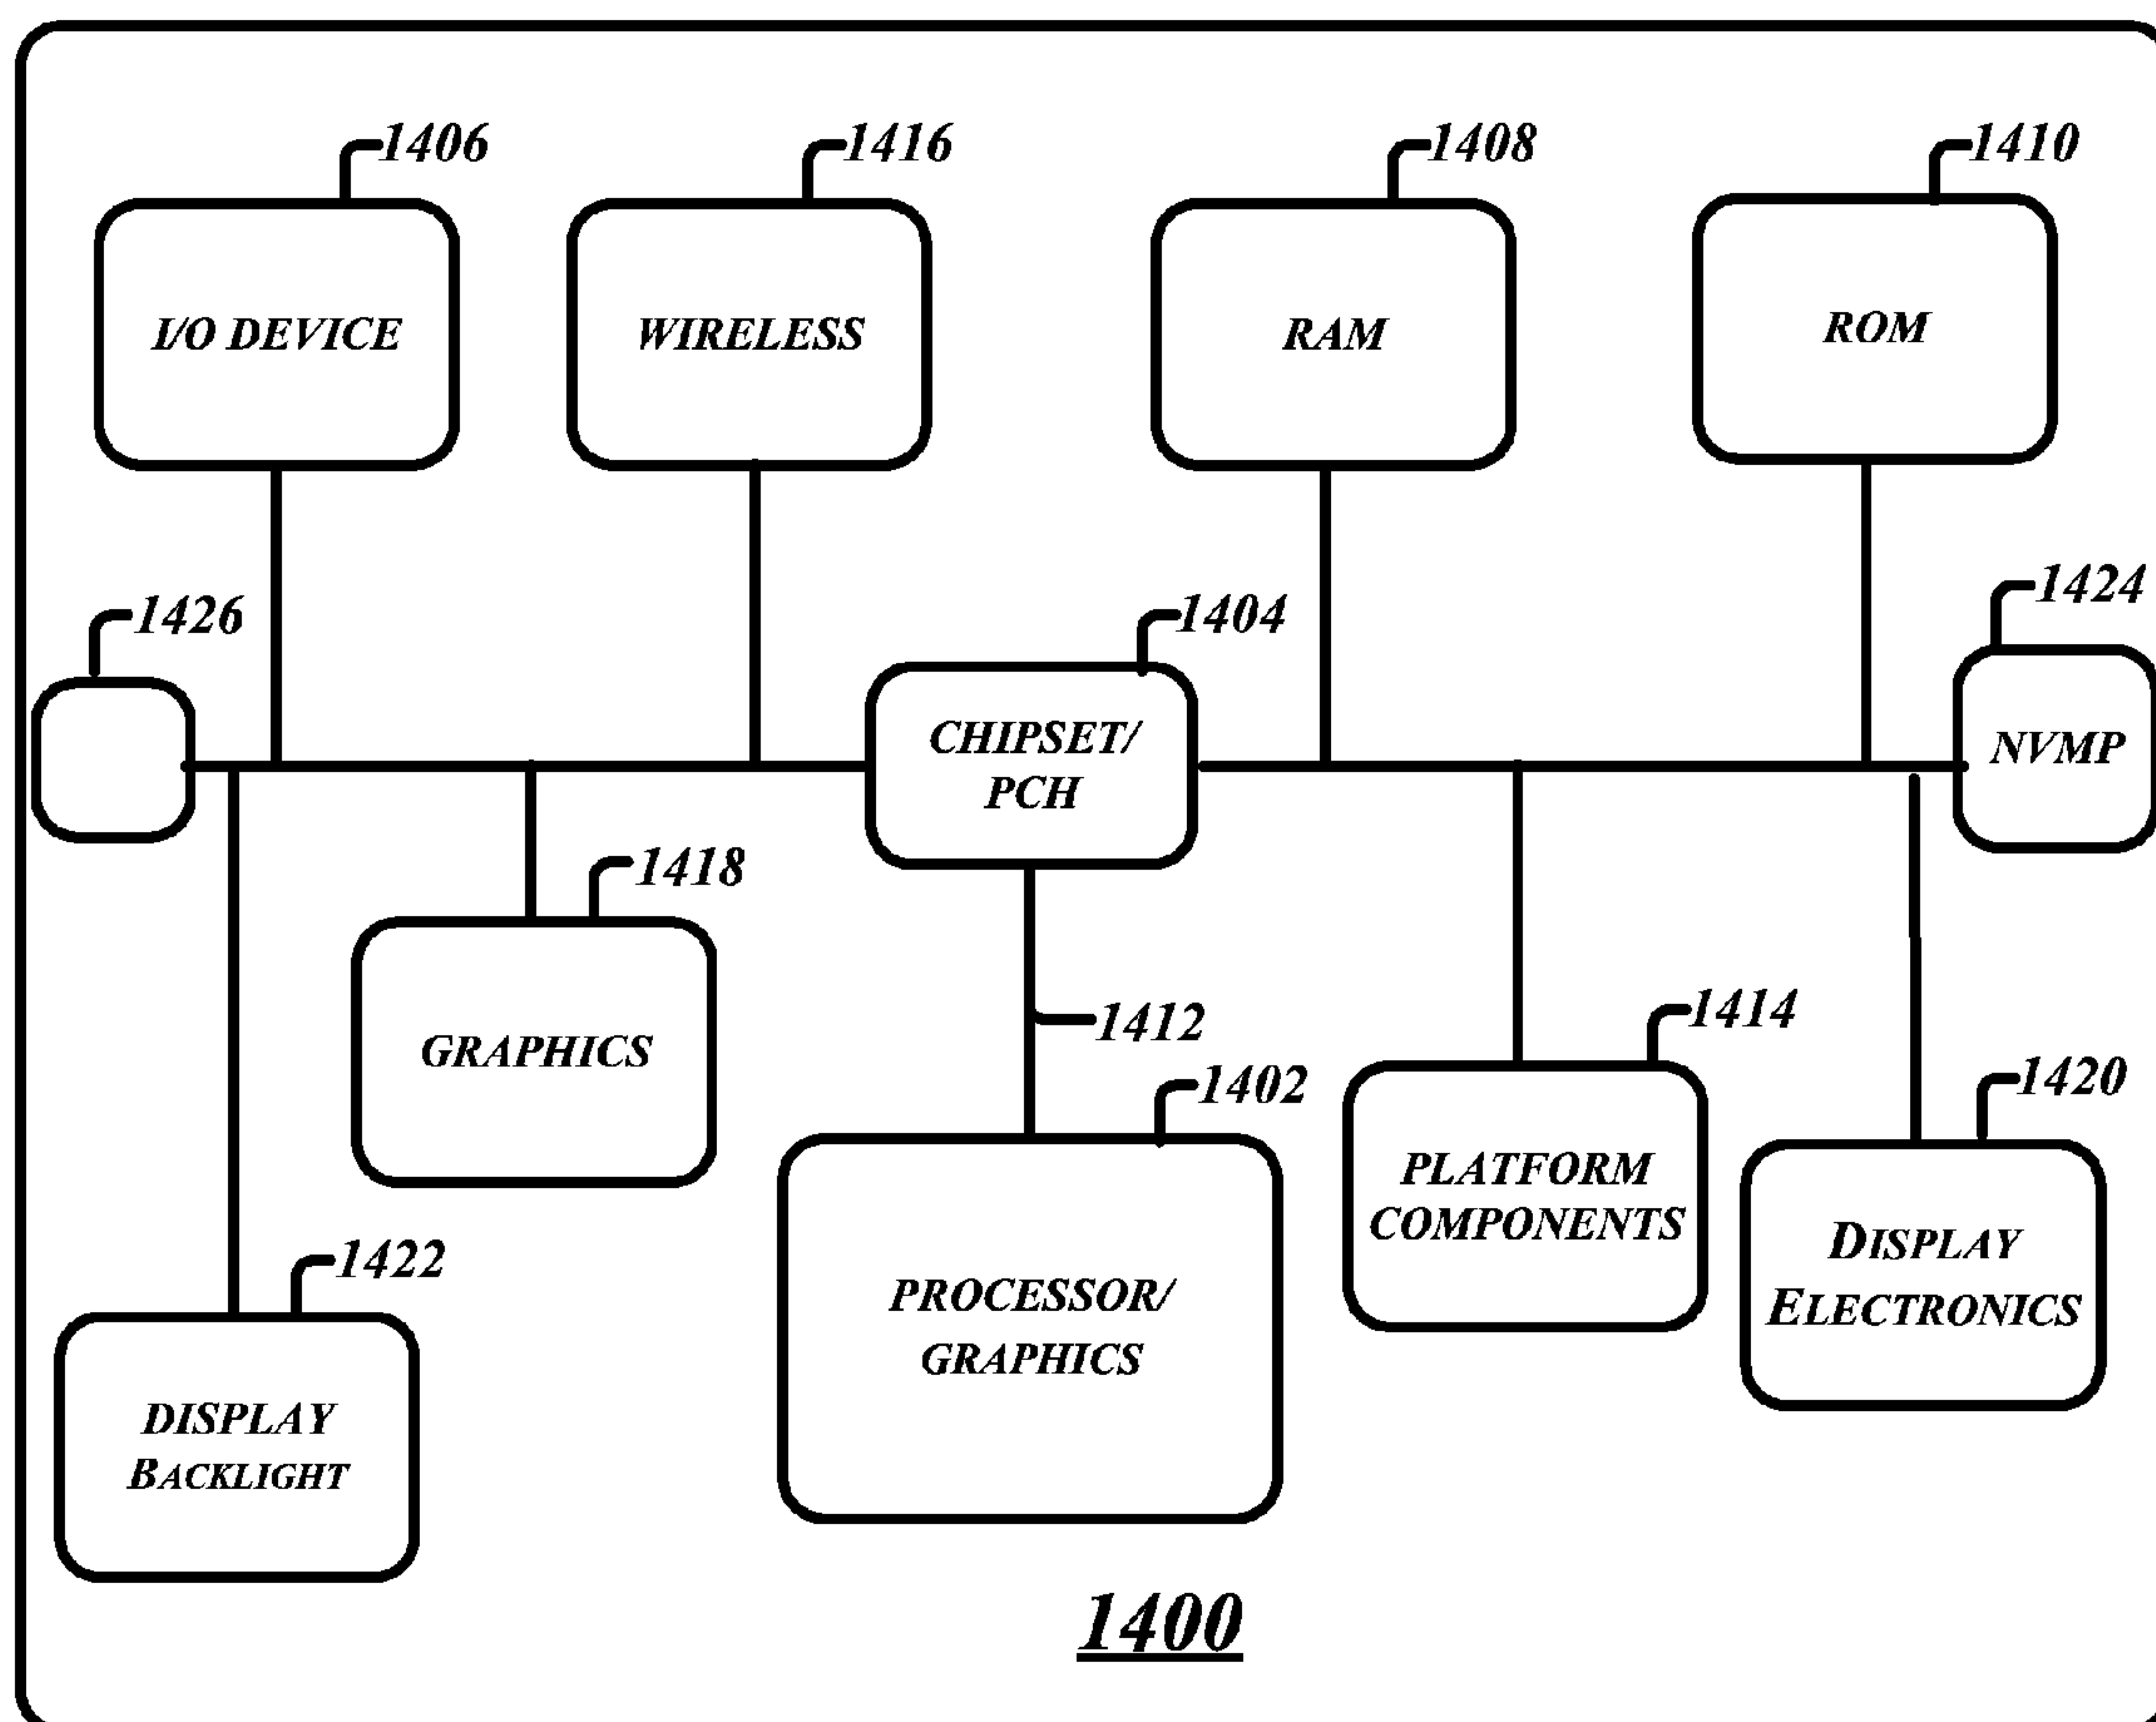 1406
1416
1408
1410
I/O DEVICE
WIRELESS
RAM
ROM
1426
1404
1424
CHIPSET/
PCH
NVMP
1418
GRAPHICS
1412
1414
1402
1420
PLATFORM
COMPONENTS
DISPLAY
ELECTRONICS
1422
PROCESSOR/
GRAPHICS
DISPLAY
BACKLIGHT
1400